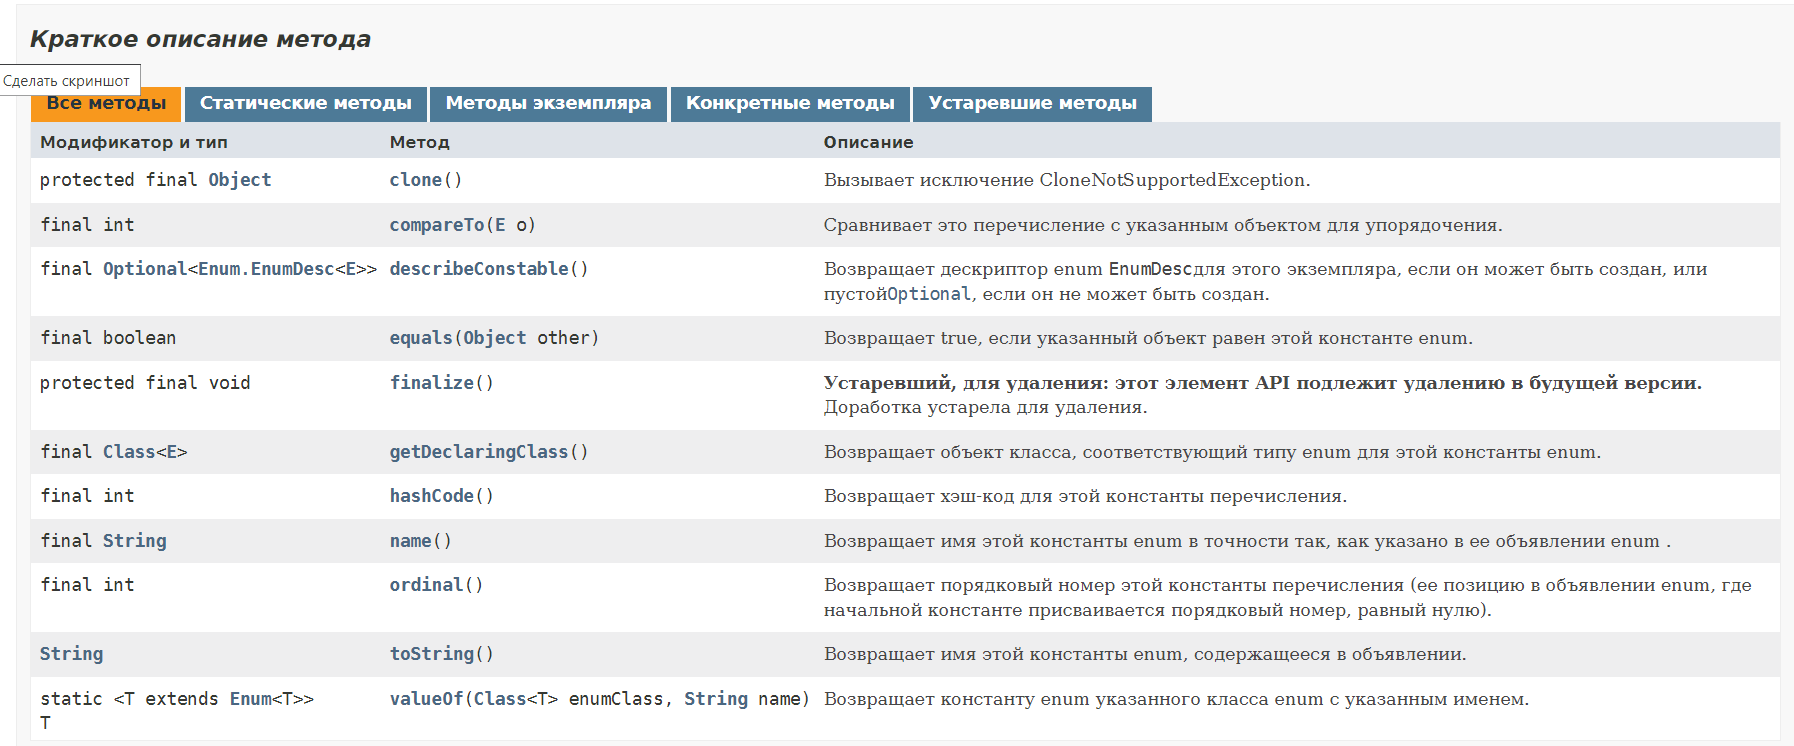 Краткое описание метода
Сделать скриншот
Все методы Статические методы Методы экземпляра Конкретные методы Устаревшие методы
Модификатор и тип Метод Описание
protected final Object clone() Вызывает исключение CloneNotSupportedException.
final int compareTo(E o) Сравнивает это перечисление с указанным объектом для упорядочения.
final Optional<Enum.EnumDesc<E>> describeConstable() Возвращает дескриптор enum EnumDescдля этого экземпляра, если он может быть создан, или
пустойOptional, если он не может быть создан.
final boolean equals(Object other) Возвращает true, если указанный объект равен этой константе enum.
protected final void finalize() Устаревший, для удаления: этот элемент API подлежит удалению в будущей версии.
Доработка устарела для удаления.
final Class<E> getDeclaringClass() Возвращает объект класса, соответствующий типу enum для этой константы enum.
final int hashCode() Возвращает хэш-код для этой константы перечисления.
final String name() Возвращает имя этой константы enum в точности так, как указано в ее объявлении enum .
final int ordinal() Возвращает порядковый номер этой константы перечисления (ее позицию в объявлении enum, где
начальной константе присваивается порядковый номер, равный нулю).
String toString() Возвращает имя этой константы enum, содержащееся в объявлении.
static <T extends Enum<T>> valueOf(Class<T> enumClass, String name) Возвращает константу enum указанного класса enum с указанным именем.
T